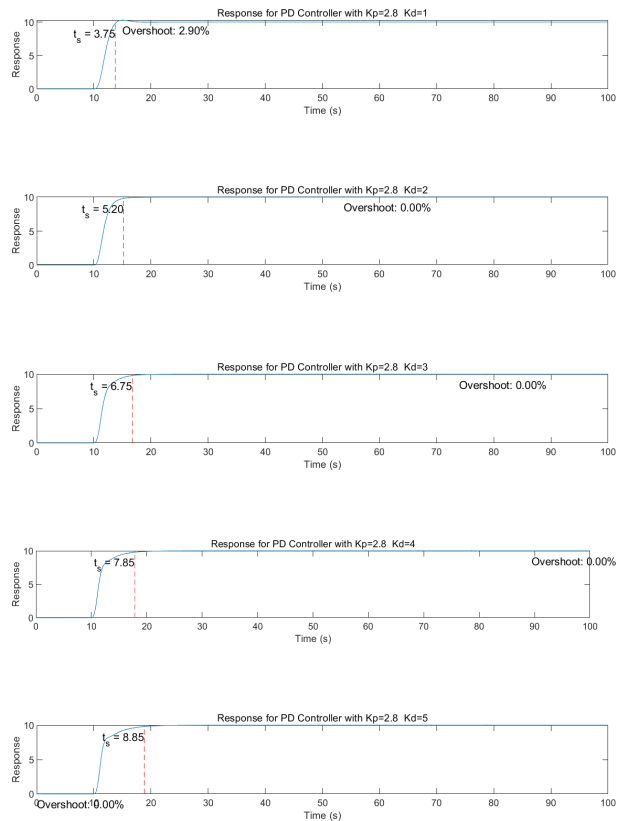 Response for PD Controller with Kp=2.8 Kd=1
10
t_s = 3.75
Overshoot: 2.90%
5
0
Response
0 10 20 30 40 50 60 70 80 90 100
Time (s)
Response for PD Controller with Kp=2.8 Kd=2
10
t_s = 5.20
Overshoot: 0.00%
5
0
Response
0 10 20 30 40 50 60 70 80 90 100
Time (s)
Response for PD Controller with Kp=2.8 Kd=3
10
t_s = 6.75
Overshoot: 0.00%
5
0
Response
0 10 20 30 40 50 60 70 80 90 100
Time (s)
Response for PD Controller with Kp=2.8 Kd=4
10
t_s = 7.85
Overshoot: 0.00%
5
0
Response
0 10 20 30 40 50 60 70 80 90 100
Time (s)
Response for PD Controller with Kp=2.8 Kd=5
10
t_s = 8.85
5
0
Response
Overshoot: 0.00%
0 10 20 30 40 50 60 70 80 90 100
Time (s)